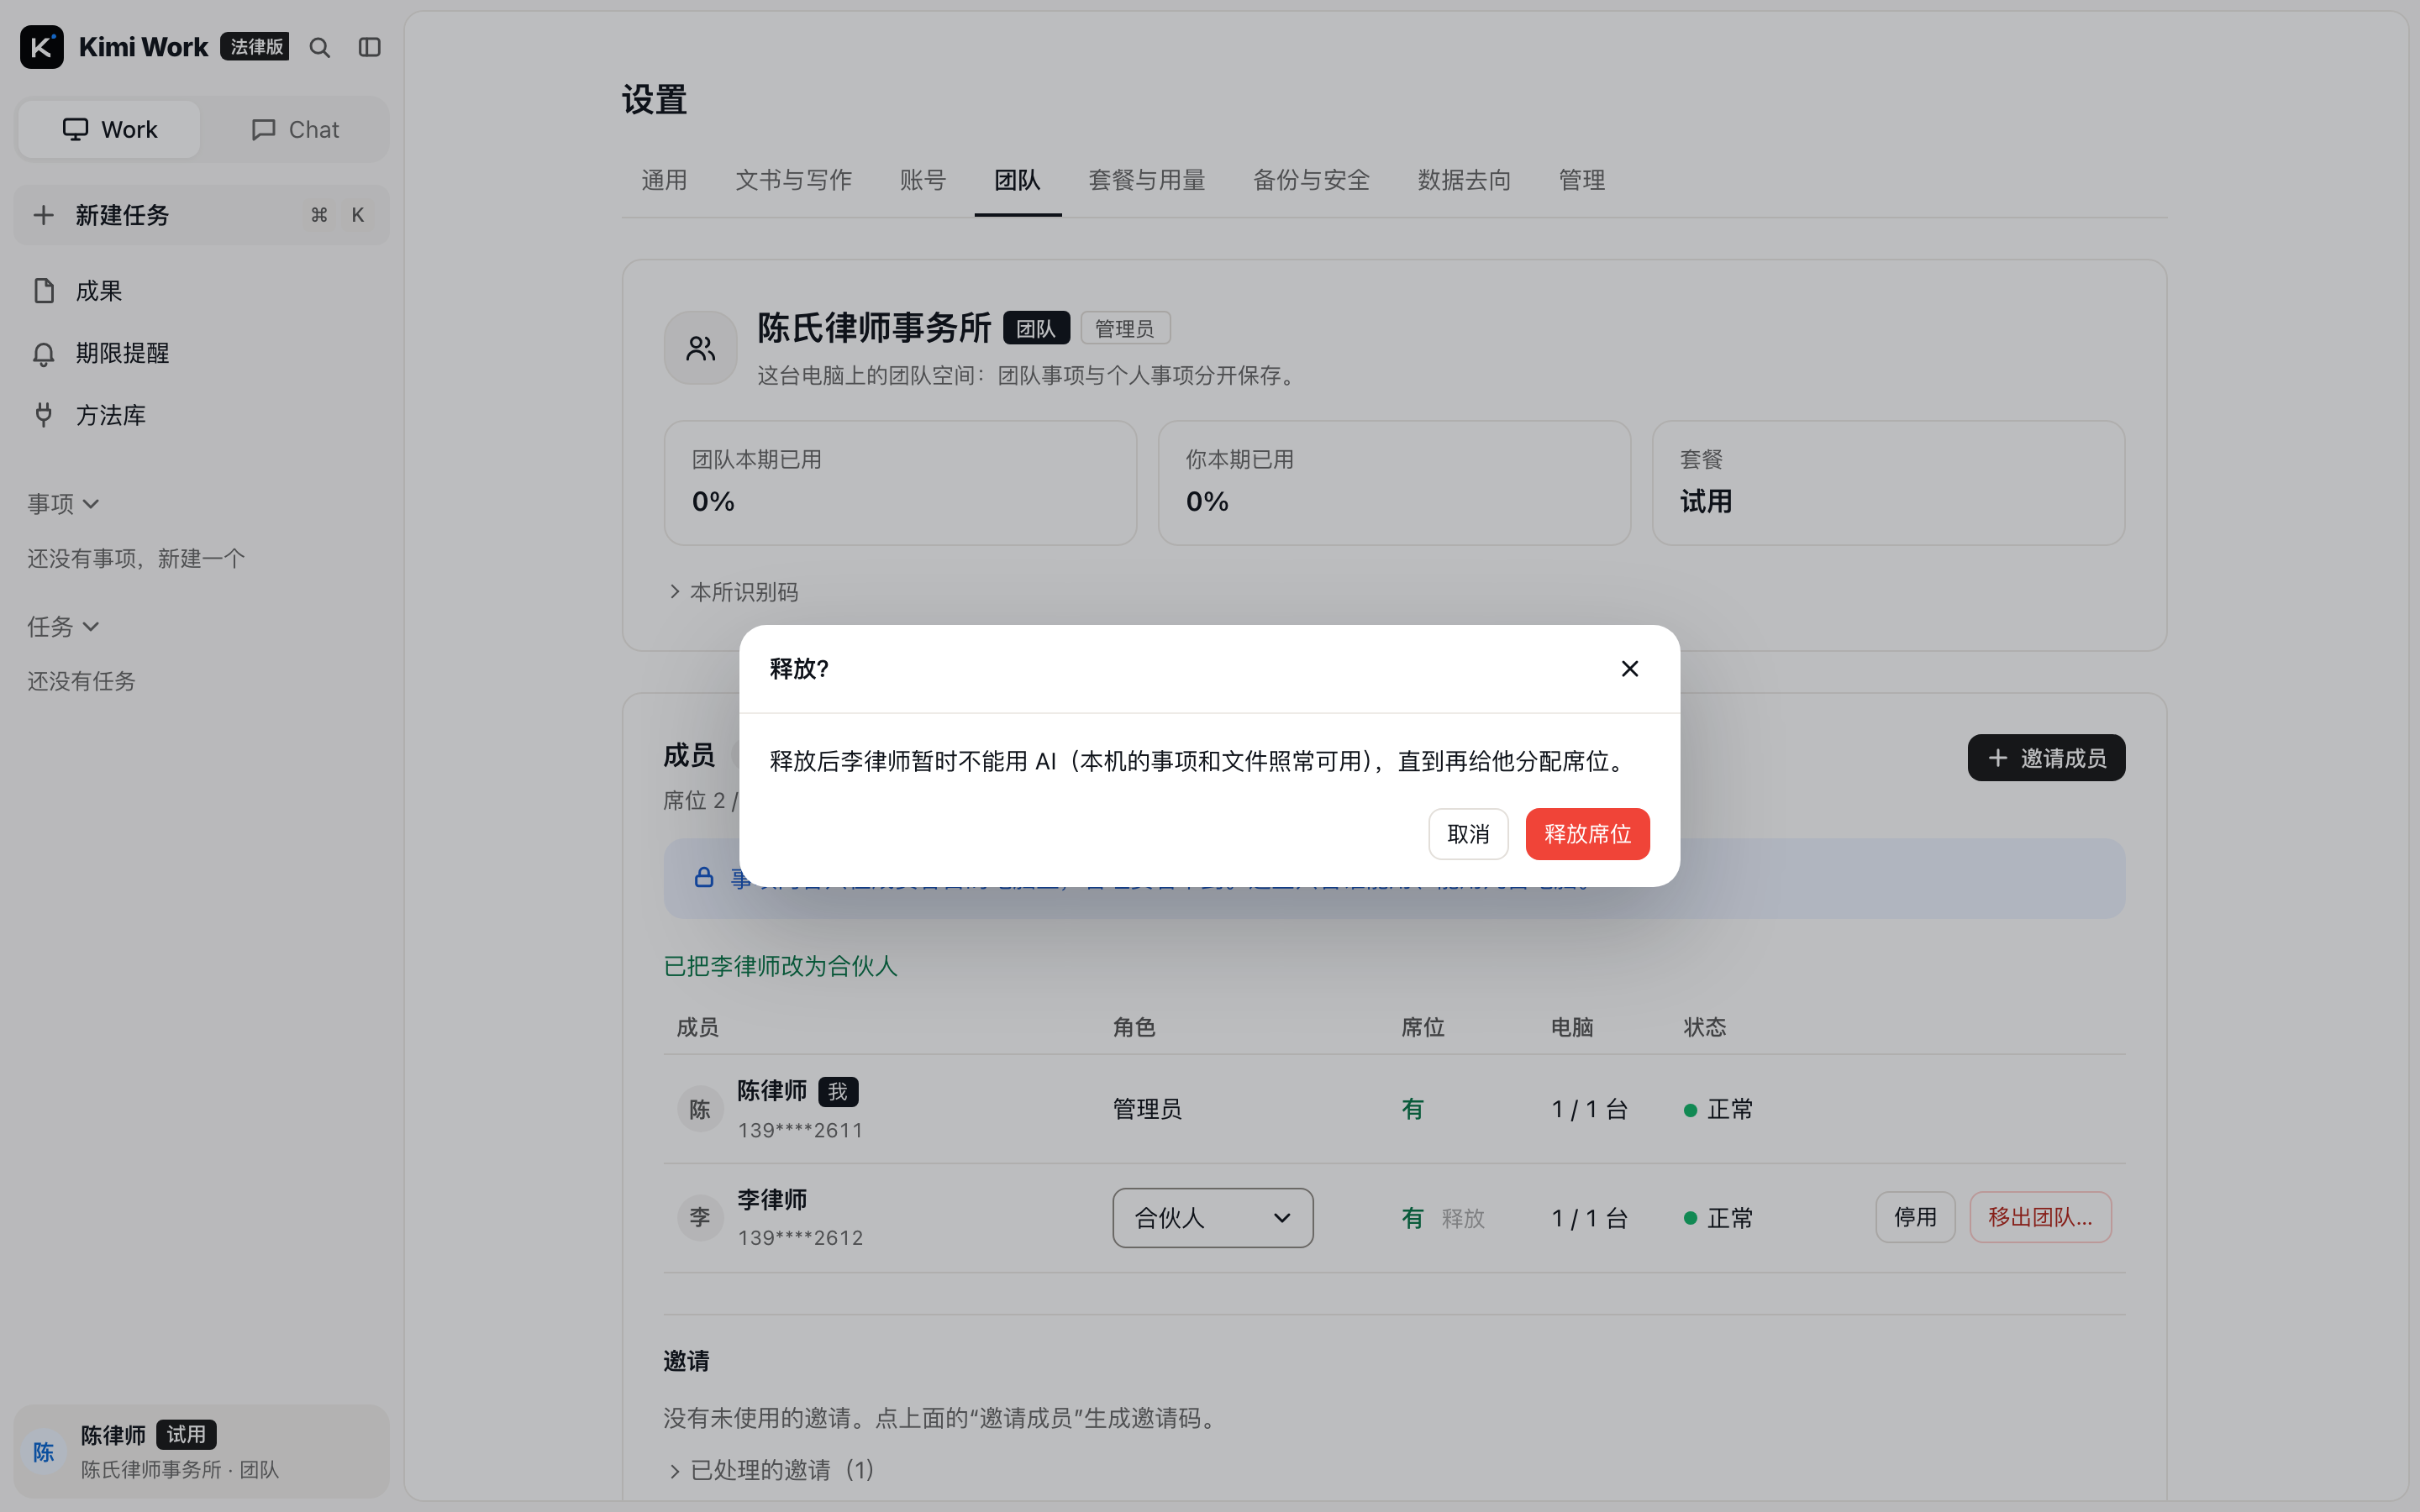 Kimi Work 法律版
Work
Chat
新建任务 ⌘ K
成果
期限提醒
方法库
事项
还没有事项，新建一个
任务
还没有任务
陈 陈律师 试用
陈氏律师事务所 · 团队
设置
通用 文书与写作 账号 团队 套餐与用量 备份与安全 数据去向 管理
陈氏律师事务所 团队 管理员
这台电脑上的团队空间：团队事项与个人事项分开保存。
团队本期已用
0%
你本期已用
0%
套餐
试用
本所识别码
释放?
释放后李律师暂时不能用 AI（本机的事项和文件照常可用），直到再给他分配席位。
取消 释放席位
成员
邀请成员
席位 2 /
已把李律师改为合伙人
成员 角色 席位 电脑 状态
陈 陈律师 我
139****2611
管理员 有 1 / 1 台 正常
李 李律师
139****2612
合伙人 有 释放 1 / 1 台 正常 停用 移出团队...
邀请
没有未使用的邀请。点上面的“邀请成员”生成邀请码。
已处理的邀请（1）